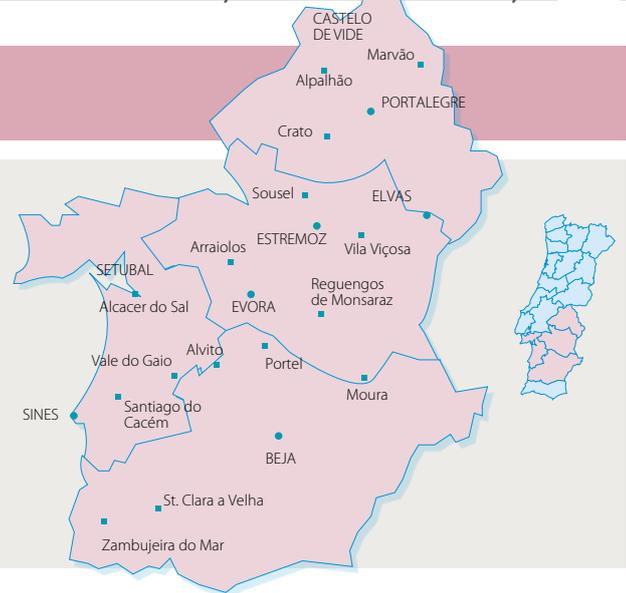 CASTELO
DE VIDE
Marvão
Alpalhão
PORTALEGRE
Crato
Sousel
ELVAS
ESTREMOZ
Vila Viçosa
Arraiolos
SETUBAL
Reguengos
de Monsaraz
EVORA
Alcacer do Sal
Alvito
Vale do Gaio
Portel
Moura
SINES
Santiago do
Cacém
BEJA
St. Clara a Velha
Zambujeira do Mar